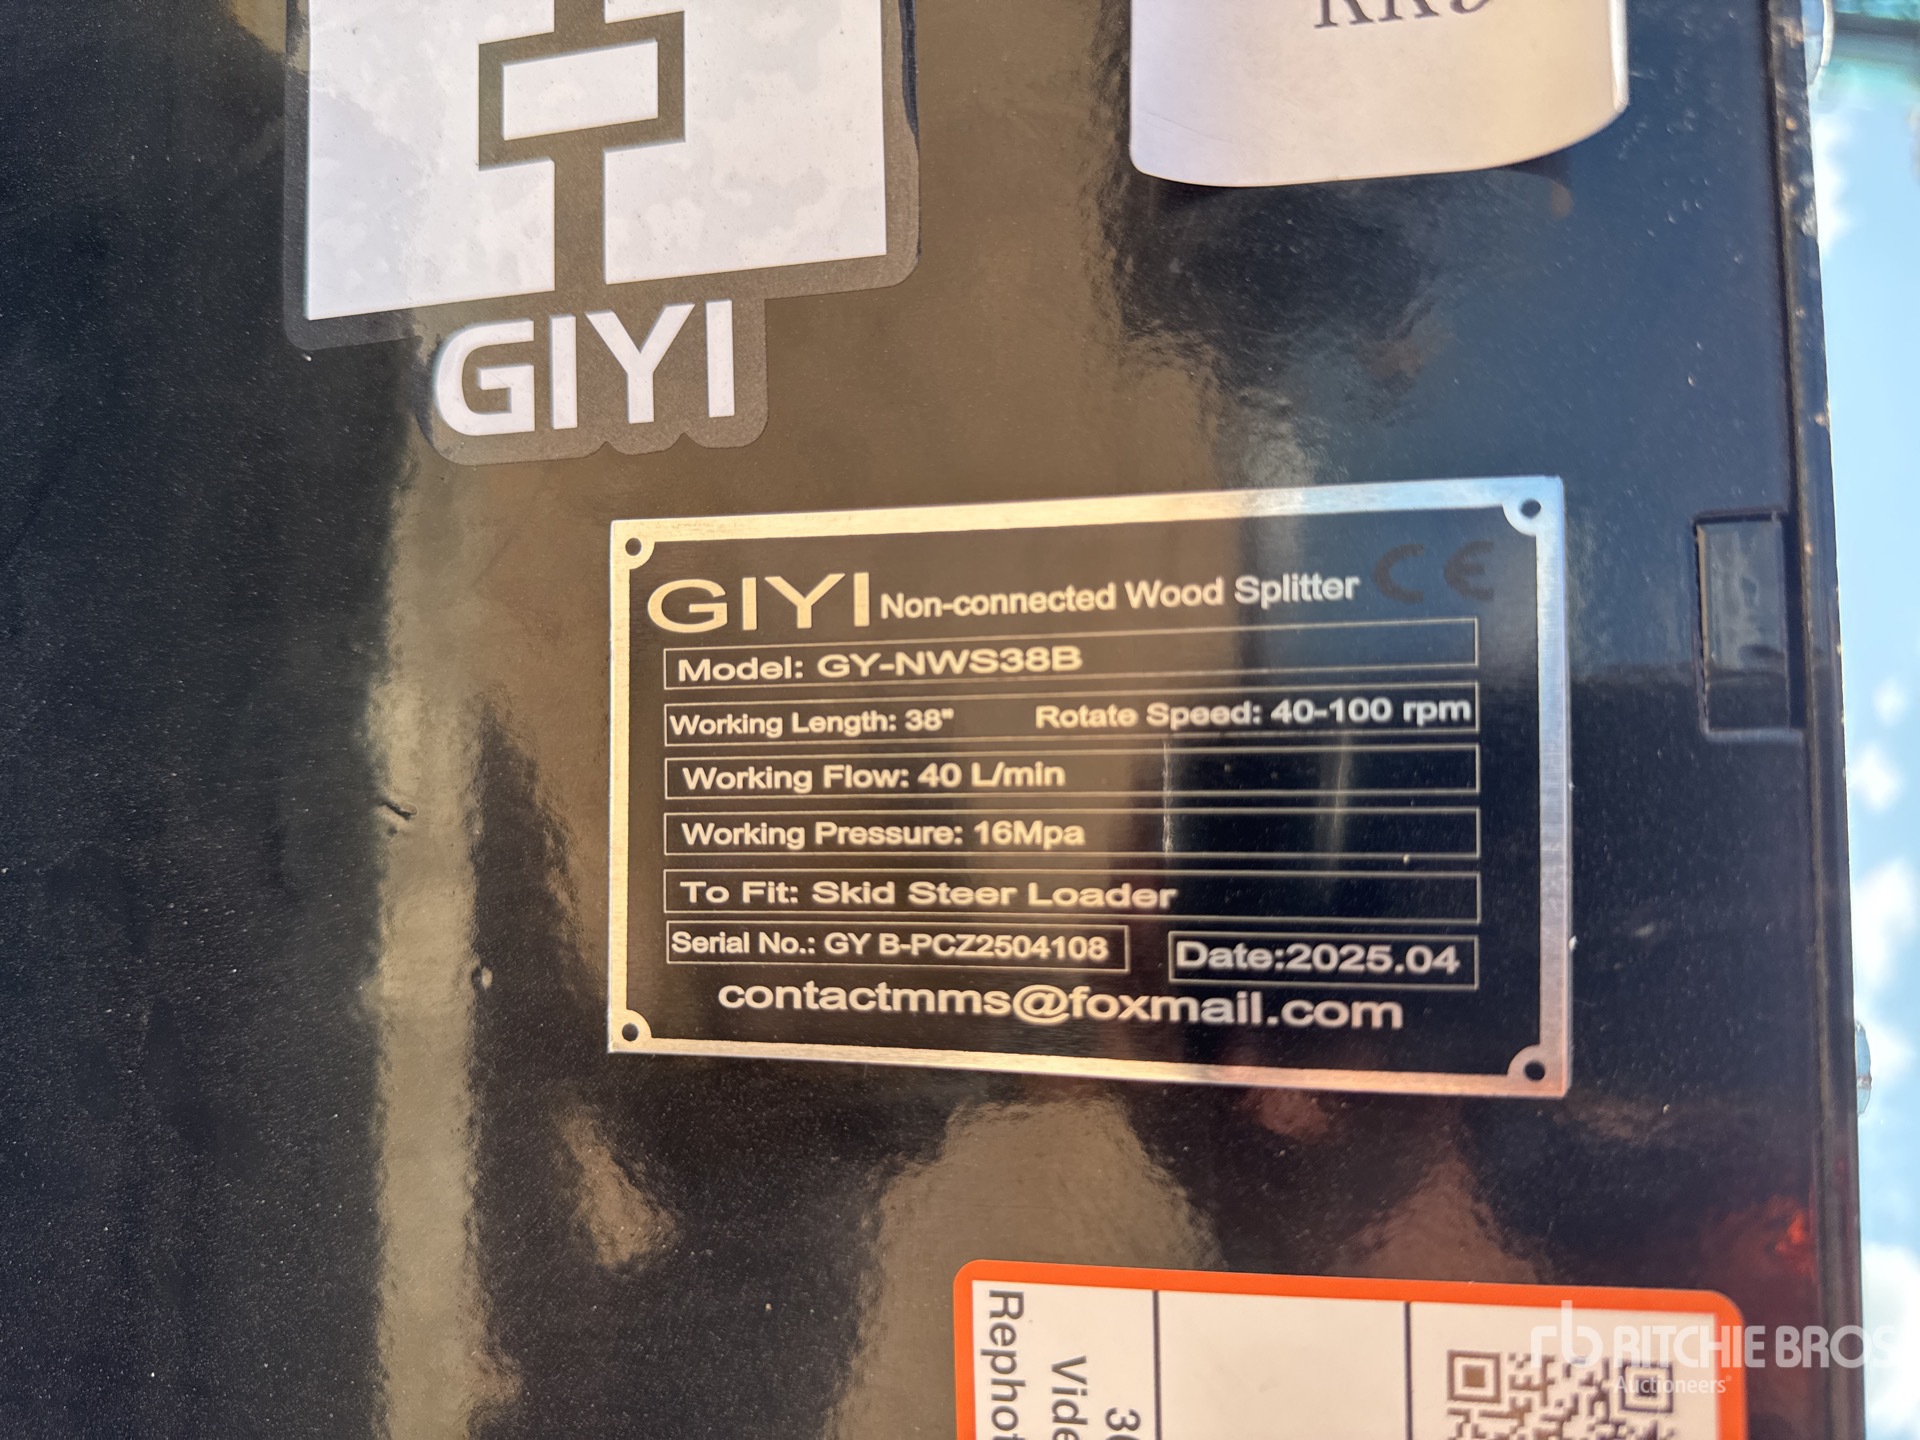 GIYI
GIYI Non-connected Wood Splitter CE
Model: GY-NWS38B
Working Length: 38" Rotate Speed: 40-100 rpm
Working Flow: 40 L/min
Working Pressure: 16Mpa
To Fit: Skid Steer Loader
Serial No.: GY B-PCZ2504108 Date:2025.04
contactmms@foxmail.com
rb RITCHIE BROS
Auctioneers